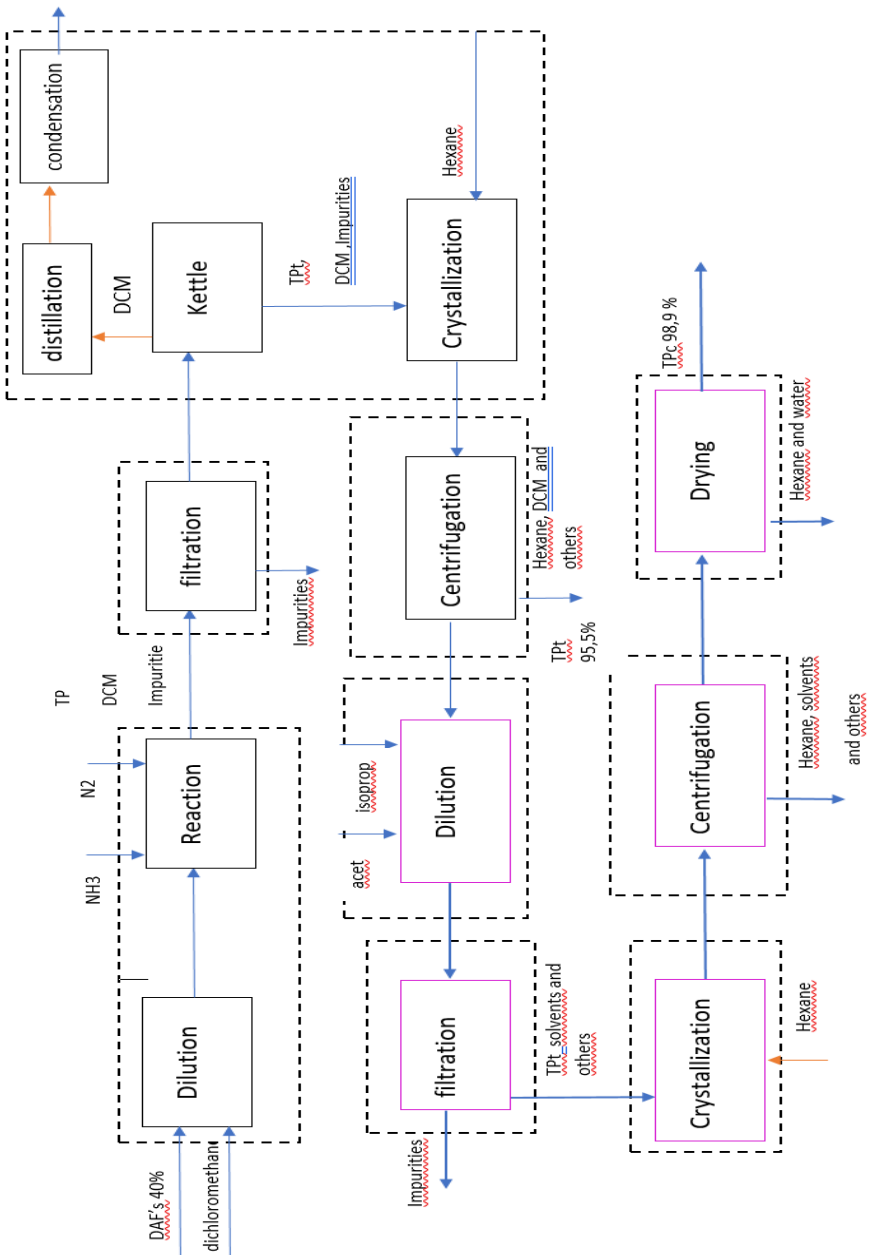 condensation
distillation
DCM
Kettle
TPt,
DCM ,Impurities
Hexane
Crystallization
TP
DCM
Impuritie
N2
NH3
Dilution
Reaction
filtration
Impurities
DAF's 40%
dichloromethane
Centrifugation
Hexane, DCM and
others
TPt
95,5%
isoprop
acet
Dilution
filtration
Impurities
TPt, solvents and
others
Crystallization
Hexane
Centrifugation
Hexane, solvents
and others
Drying
Hexane and water
TPc 98,9 %